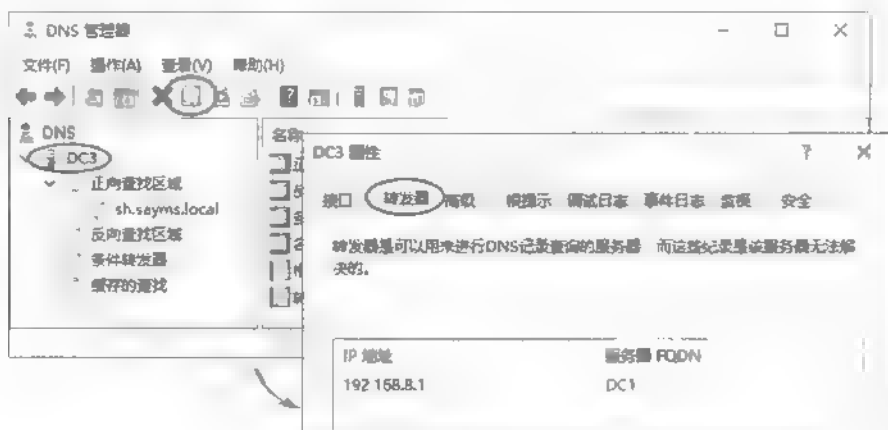 DNS 管理器
文件(F) 操作(A) 查看(V) 帮助(H)
DNS
DC3
正向查找区域
sh.sayms.local
反向查找区域
条件转发器
缓存的查找
名称
DC3 属性
接口 转发器 高级 根提示 调试日志 事件日志 监视 安全
转发器是可以用来进行DNS记录查询的服务器 而这些记录是该服务器无法解
决的。
IP 地址 服务器 FQDN
192 168.8.1 DC1